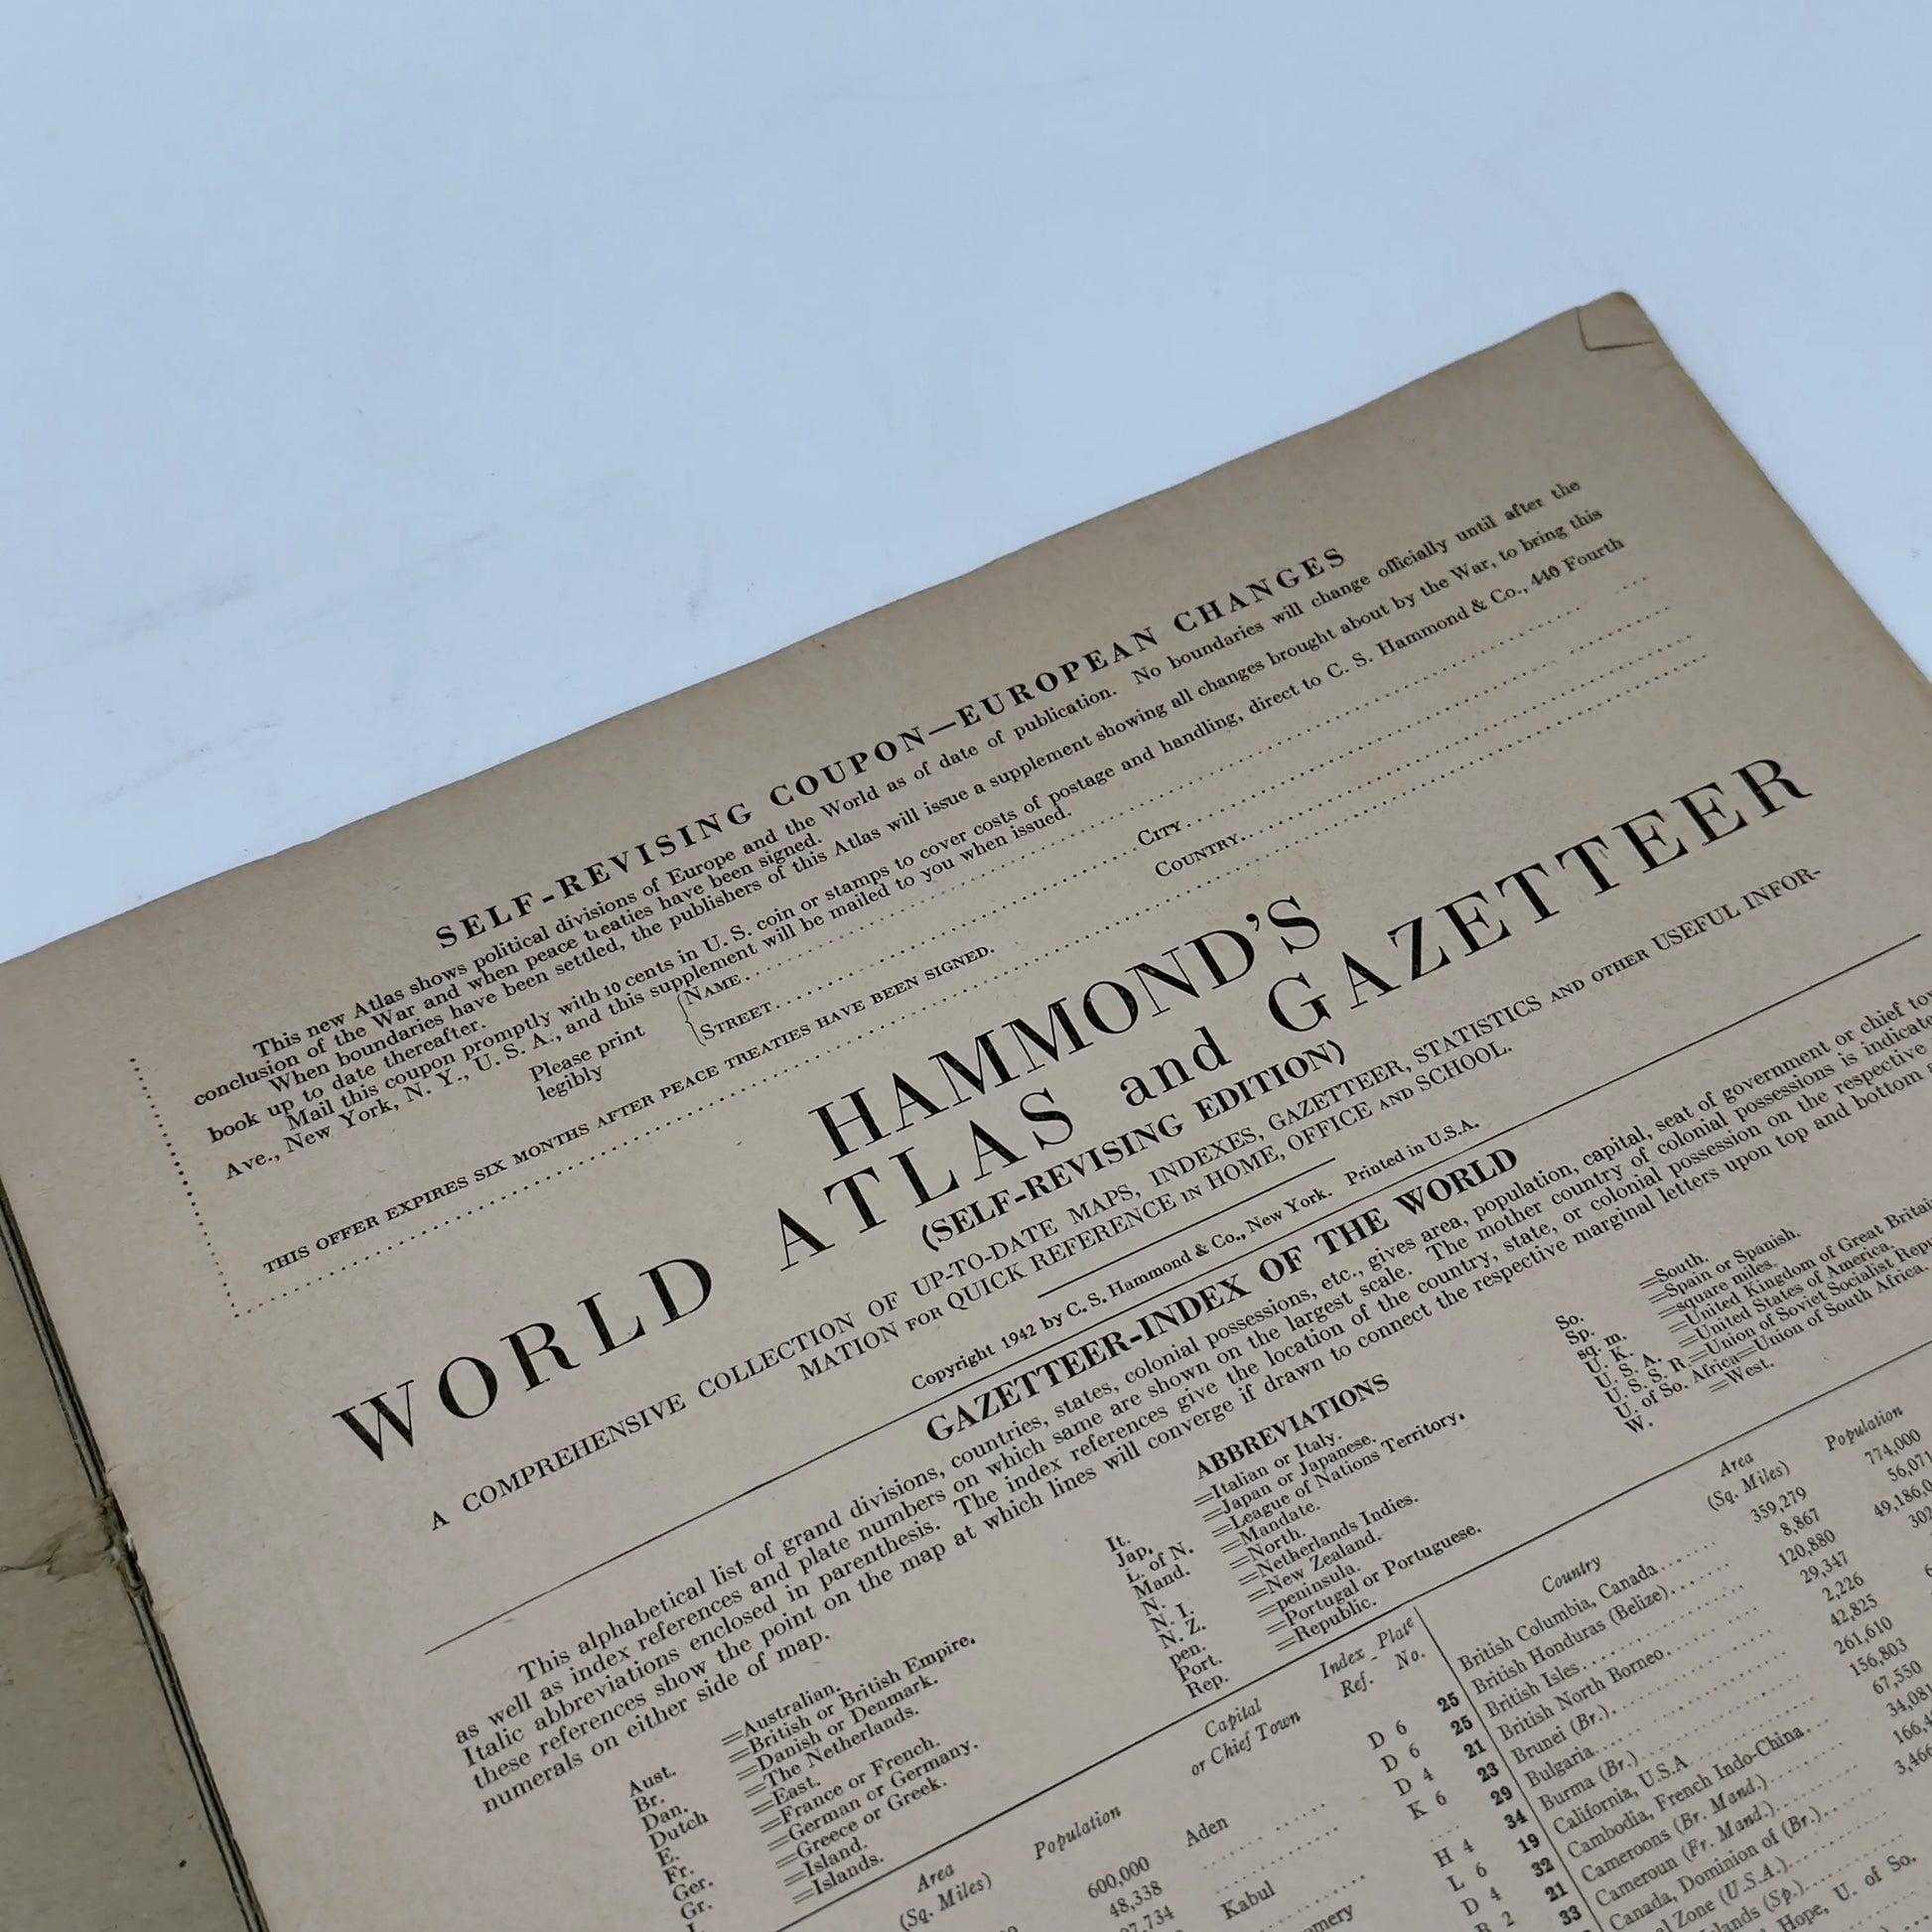 SELF-REVISING COUPON—EUROPEAN CHANGES
This new Atlas shows political divisions of Europe and the World as of date of publication. No boundaries will change officially until after the
conclusion of the War and when peace treaties have been signed.
When boundaries have been settled, the publishers of this Atlas will issue a supplement showing all changes brought about by the War, to bring this
book up to date thereafter.
Mail this coupon promptly with 10 cents in U. S. coin or stamps to cover costs of postage and handling, direct to C. S. Hammond & Co., 440 Fourth
Ave., New York, N. Y., U. S. A., and this supplement will be mailed to you when issued.
Please print
legibly
NAME
STREET
CITY
COUNTRY
THIS OFFER EXPIRES SIX MONTHS AFTER PEACE TREATIES HAVE BEEN SIGNED.
HAMMOND'S
WORLD ATLAS and GAZETTEER
(SELF-REVISING EDITION)
A COMPREHENSIVE COLLECTION OF UP-TO-DATE MAPS, INDEXES, GAZETTEER, STATISTICS AND OTHER USEFUL INFOR-
MATION FOR QUICK REFERENCE IN HOME, OFFICE AND SCHOOL.
Copyright 1942 by C. S. Hammond & Co., New York. Printed in U.S.A.
GAZETTEER-INDEX OF THE WORLD
This alphabetical list of grand divisions, countries, states, colonial possessions, etc., gives area, population, capital, seat of government or chief
as well as index references and plate numbers on which same are shown on the largest scale. The mother country of colonial possessions is
Italic abbreviations enclosed in parenthesis. The index references give the location of the country, state, or colonial possession on the respective
these references show the point on the map at which lines will converge if drawn to connect the respective marginal letters upon top and bottom
numerals on either side of map.
ABBREVIATIONS
Aust. =Australian.
Br. =British or British Empire.
Dan. =Danish or Denmark.
Dutch =The Netherlands.
E. =East.
Fr. =France or French.
Ger. =German or Germany.
Gr. =Greece or Greek.
=Island.
=Islands.
It. =Italian or Italy.
Jap. =Japan or Japanese.
L. of N. =League of Nations Territory.
Mand. =Mandate.
N. =North.
N. I. =Netherlands Indies.
N. Z. =New Zealand.
pen. =peninsula.
Port. =Portugal or Portuguese.
Rep. =Republic.
So. =South.
Sp. =Spain or Spanish.
sq. m. =square miles.
U. K. =United Kingdom of Great
U. S. A. =United States of America.
U. S. S. R.=Union of Soviet Socialist
U. of So. Africa=Union of South Africa.
W. =West.
Area
(Sq. Miles)
Population
Capital
or Chief Town
Index
Ref.
Plate
No.
600,000 Aden
48,338
Kabul
D 6 25
D 6 25
D 4 21
K 6 23
29
H 4 34
L 6 19
D 4 32
21
33
Country
Area
(Sq. Miles)
Population
British Columbia, Canada 359,279 774,000
British Honduras (Belize) 8,867
British Isles 120,880
British North Borneo 29,347
Brunei (Br.) 2,226
Bulgaria 42,825
Burma (Br.) 261,610
California, U.S.A 156,803
Cambodia, French Indo-China 67,550
Cameroons (Br. Mand.)
Cameroun (Fr. Mand.)
Canada, Dominion of (Br.)
Zone (U.S.A.)
(Sp.)
Hope, U. of So.